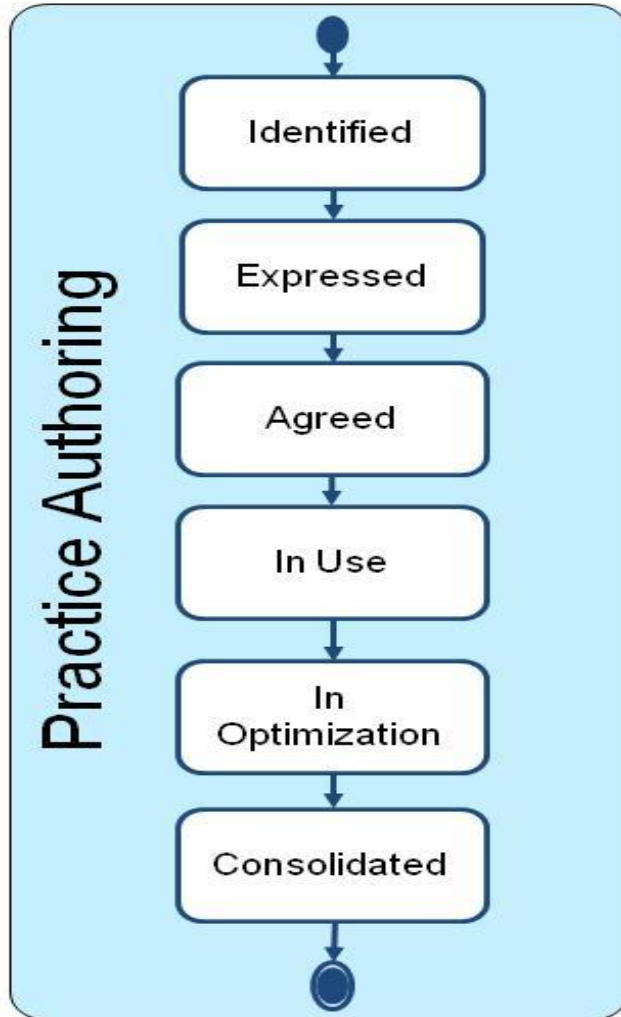 Practice Authoring
Identified
Expressed
Agreed
In Use
In
Optimization
Consolidated